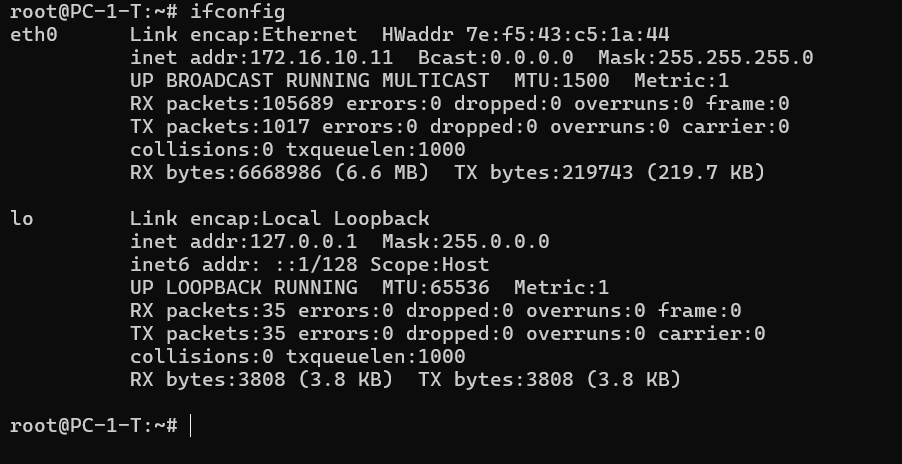 root@PC-1-T:~# ifconfig
eth0      Link encap:Ethernet  HWaddr 7e:f5:43:c5:1a:44
          inet addr:172.16.10.11  Bcast:0.0.0.0  Mask:255.255.255.0
          UP BROADCAST RUNNING MULTICAST  MTU:1500  Metric:1
          RX packets:105689 errors:0 dropped:0 overruns:0 frame:0
          TX packets:1017 errors:0 dropped:0 overruns:0 carrier:0
          collisions:0 txqueuelen:1000
          RX bytes:6668986 (6.6 MB)  TX bytes:219743 (219.7 KB)

lo        Link encap:Local Loopback
          inet addr:127.0.0.1  Mask:255.0.0.0
          inet6 addr: ::1/128 Scope:Host
          UP LOOPBACK RUNNING  MTU:65536  Metric:1
          RX packets:35 errors:0 dropped:0 overruns:0 frame:0
          TX packets:35 errors:0 dropped:0 overruns:0 carrier:0
          collisions:0 txqueuelen:1000
          RX bytes:3808 (3.8 KB)  TX bytes:3808 (3.8 KB)

root@PC-1-T:~#